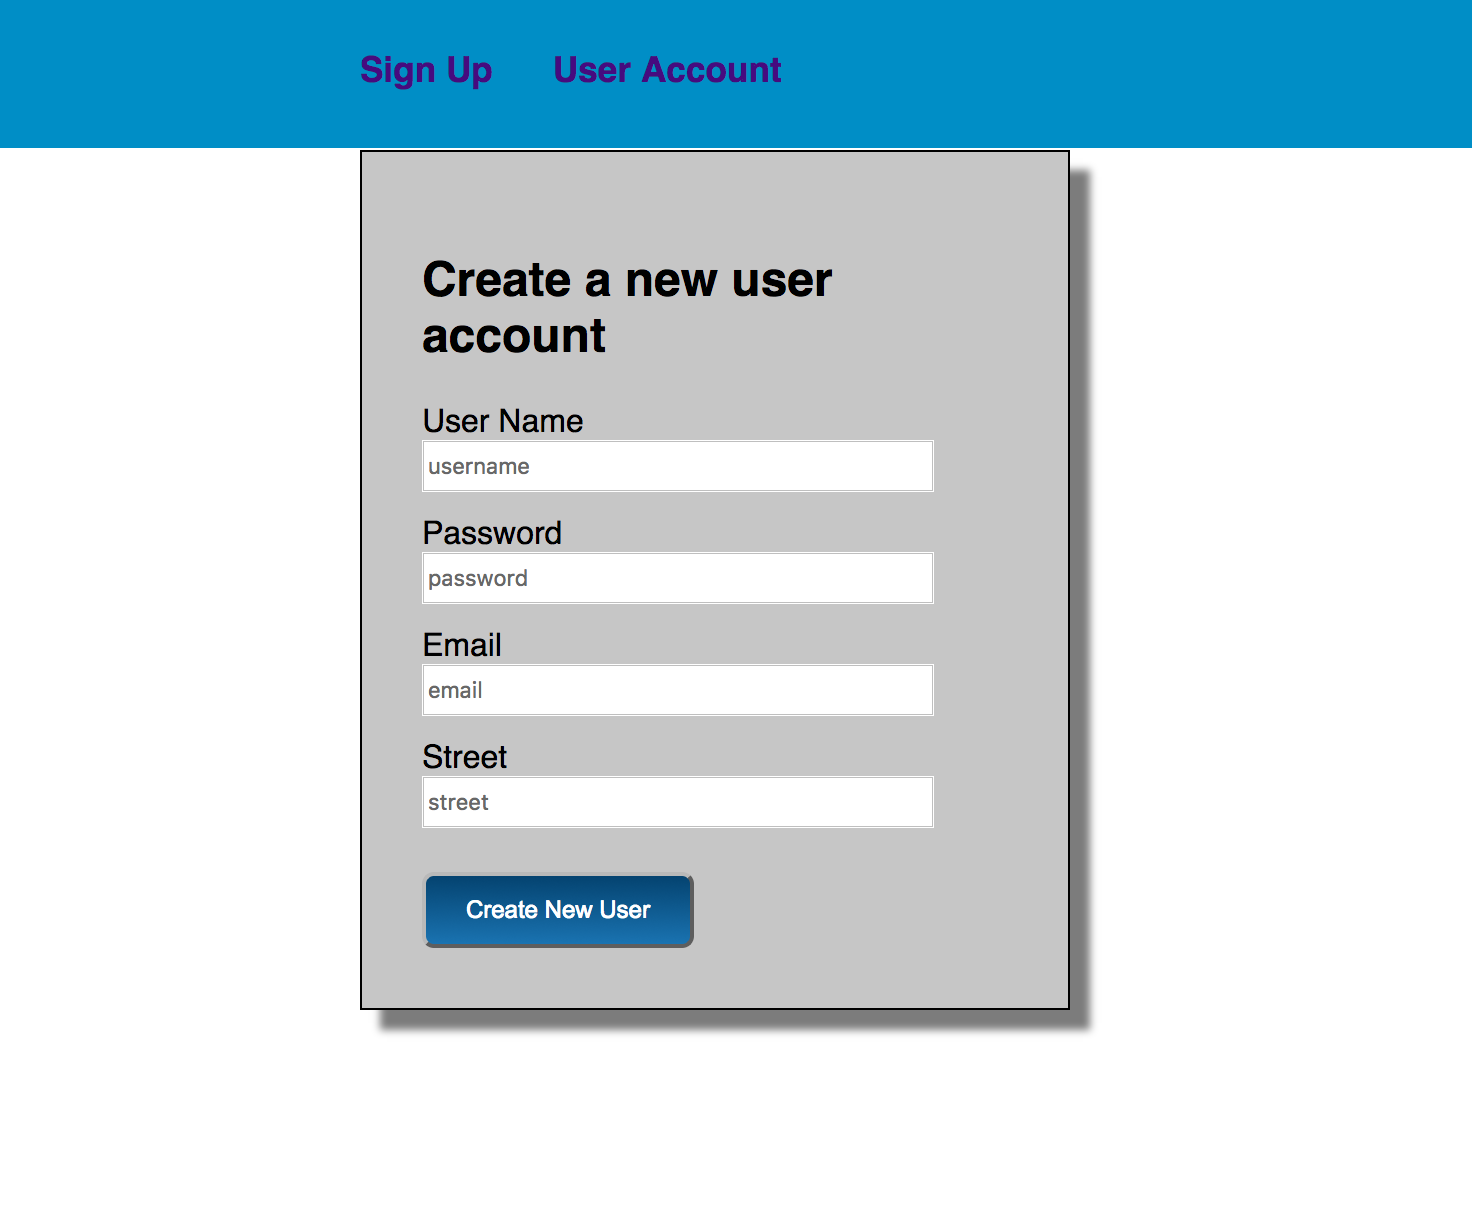 Sign Up User Account
Create a new user
account
User Name
username
Password
password
Email
email
Street
street
Create New User